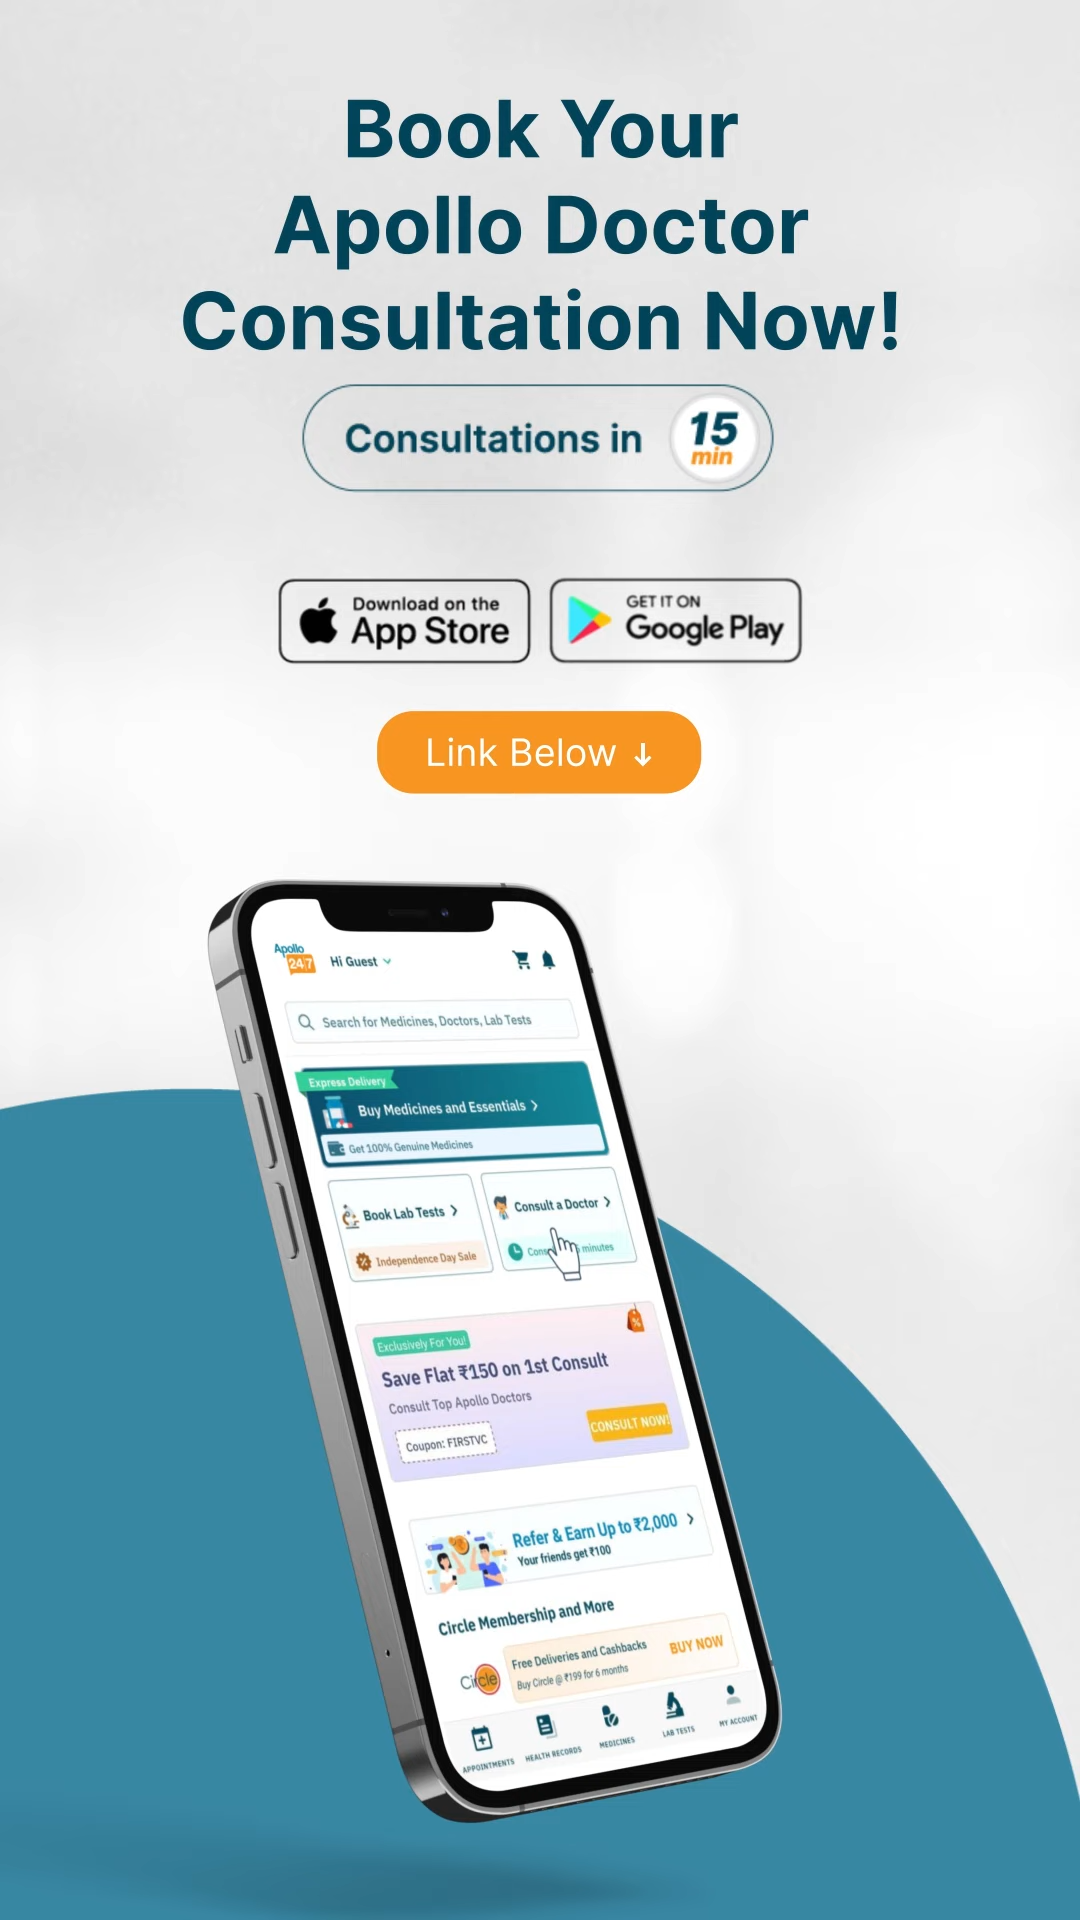 Book Your
Apollo Doctor
Consultation Now!
Consultations in 15 min
Download on the
App Store
GET IT ON
Google Play
Link Below ↓
Apollo
24|7
Hi Guest
Search for Medicines, Doctors, Lab Tests
Express Delivery
Buy Medicines and Essentials >
Get 100% Genuine Medicines
Book Lab Tests >
Independence Day Sale
Consult a Doctor >
minutes
Exclusively For You!
Save Flat ₹150 on 1st Consult
Consult Top Apollo Doctors
Coupon: FIRSTVC
CONSULT NOW!
%
Refer & Earn Up to ₹2,000 >
Your friends get ₹100
Circle Membership and More
Circle
Free Deliveries and Cashbacks
Buy Circle @ ₹199 for 6 months
BUY NOW
APPOINTMENTS
HEALTH RECORDS
MEDICINES
LAB TESTS
MY ACCOUNT